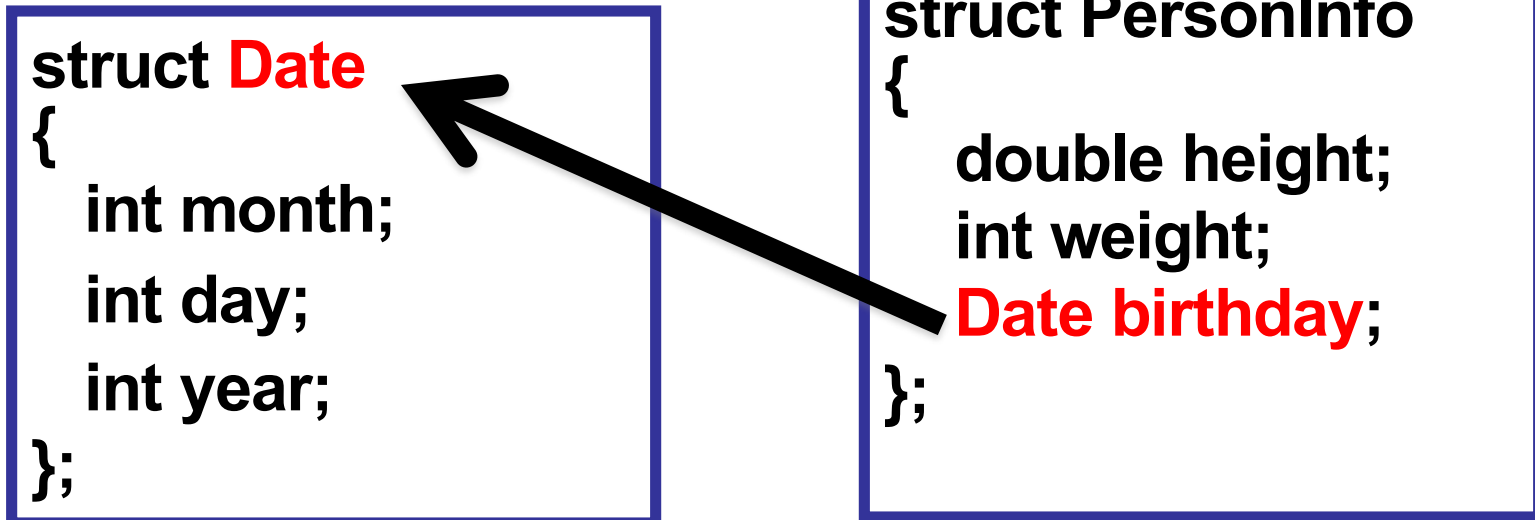 struct Date
{
int month;
int day;
int year;
};
struct PersonInfo
{
double height;
int weight;
Date birthday;
};